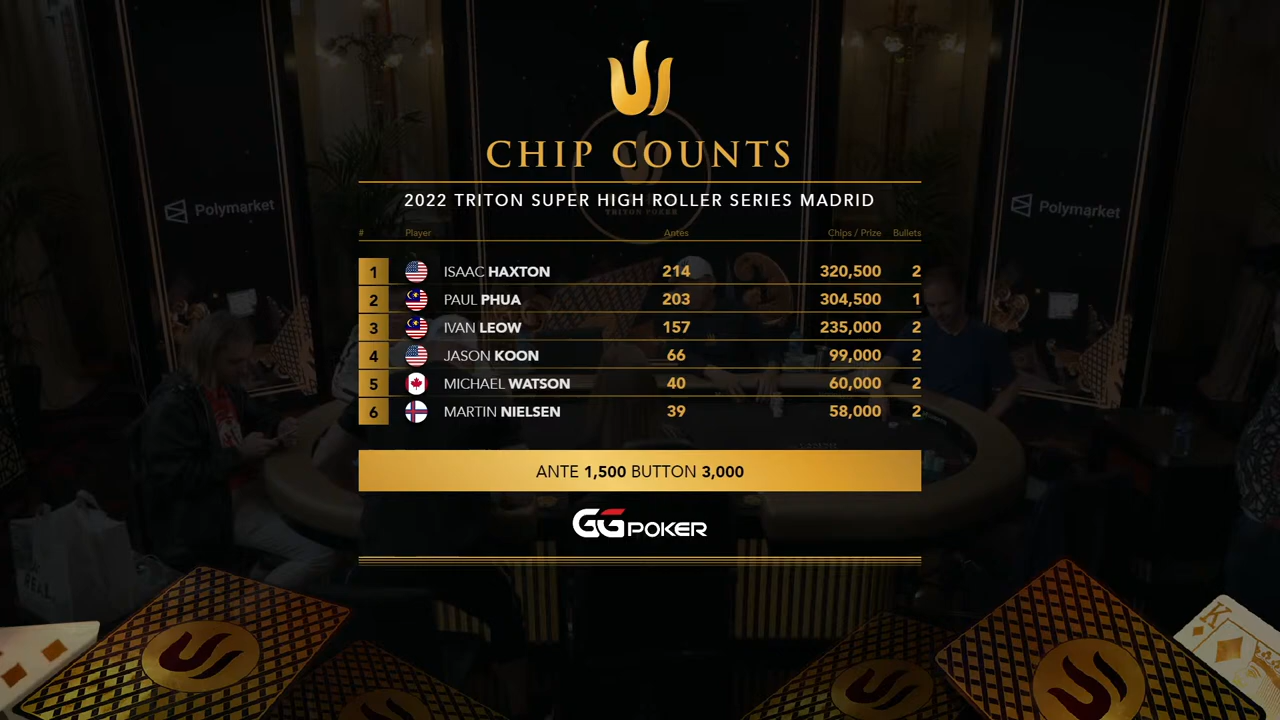 CHIP COUNTS
2022 TRITON SUPER HIGH ROLLER SERIES MADRID
# Player Antes Chips / Prize Bullets
1 ISAAC HAXTON 214 320,500 2
2 PAUL PHUA 203 304,500 1
3 IVAN LEOW 157 235,000 2
4 JASON KOON 66 99,000 2
5 MICHAEL WATSON 40 60,000 2
6 MARTIN NIELSEN 39 58,000 2
ANTE 1,500 BUTTON 3,000
GGPOKER
Polymarket
Polymarket
TRITON POKER
REAL
K